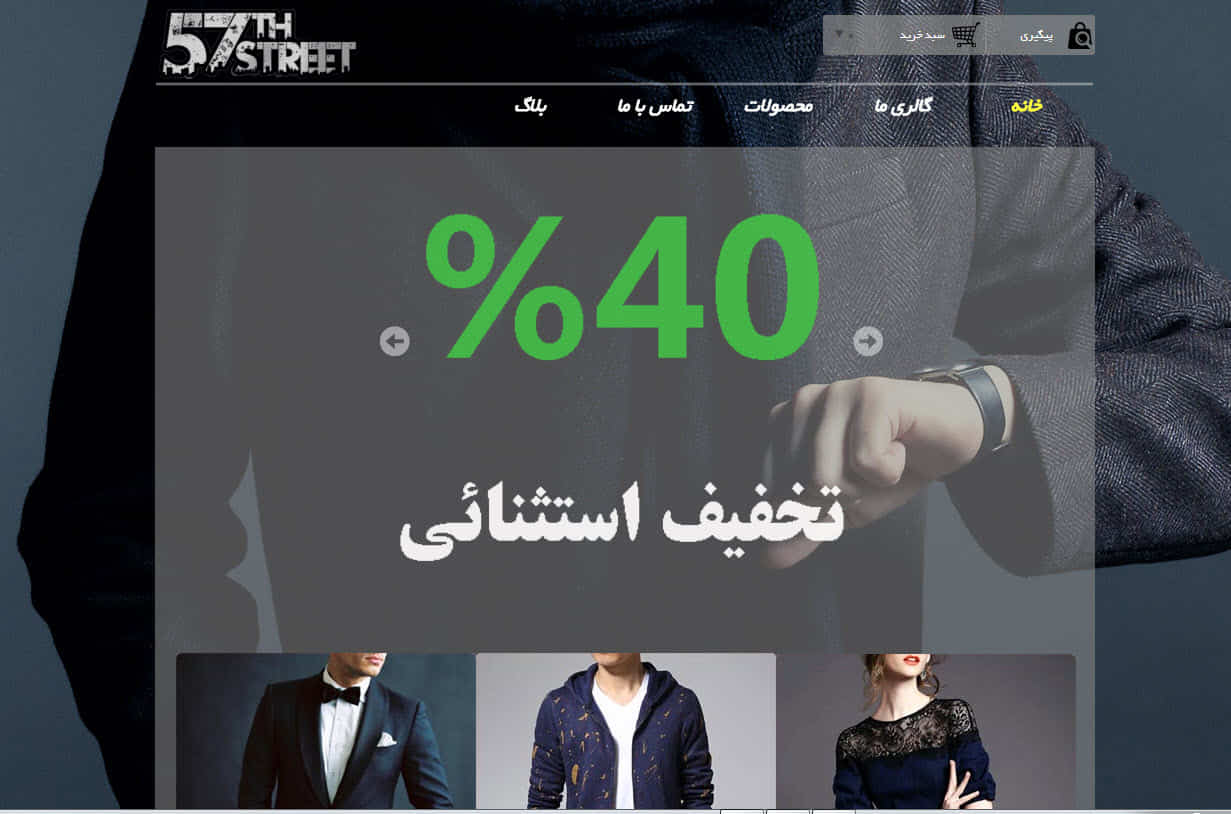 57TH
STREET
پیگیری
سبد خرید
خانه
گالری ما
محصولات
تماس با ما
بلاگ
%40
تخفیف استثنائی